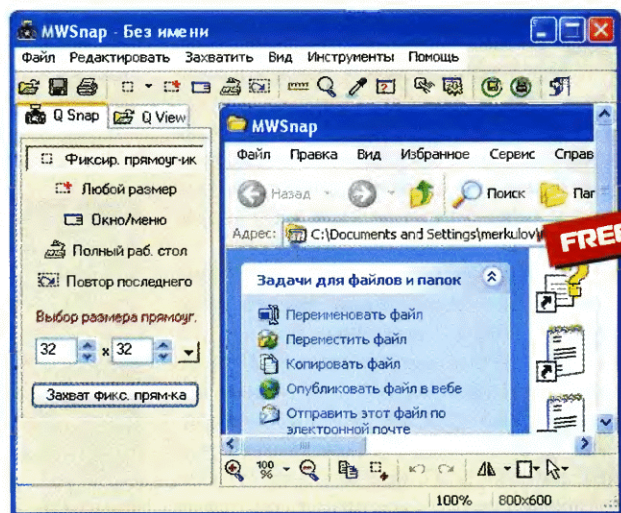 MWSnap - Без имени
Файл Редактировать Захватить Вид Инструменты Помощь
Q Snap Q View
Фиксир. прямоуг-ик
Любой размер
Окно/меню
Полный раб. стол
Повтор последнего
Выбор размера прямоуг.
32 x 32
Захват фикс. прям-ка
MWSnap
Файл Правка Вид Избранное Сервис Справ
Назад Поиск Пап
Адрес: C:\Documents and Settings\merkulov\
FREE
Задачи для файлов и папок
Переименовать файл
Переместить файл
Копировать файл
Опубликовать файл в вебе
Отправить этот файл по
электронной почте
100%
100% 800x600